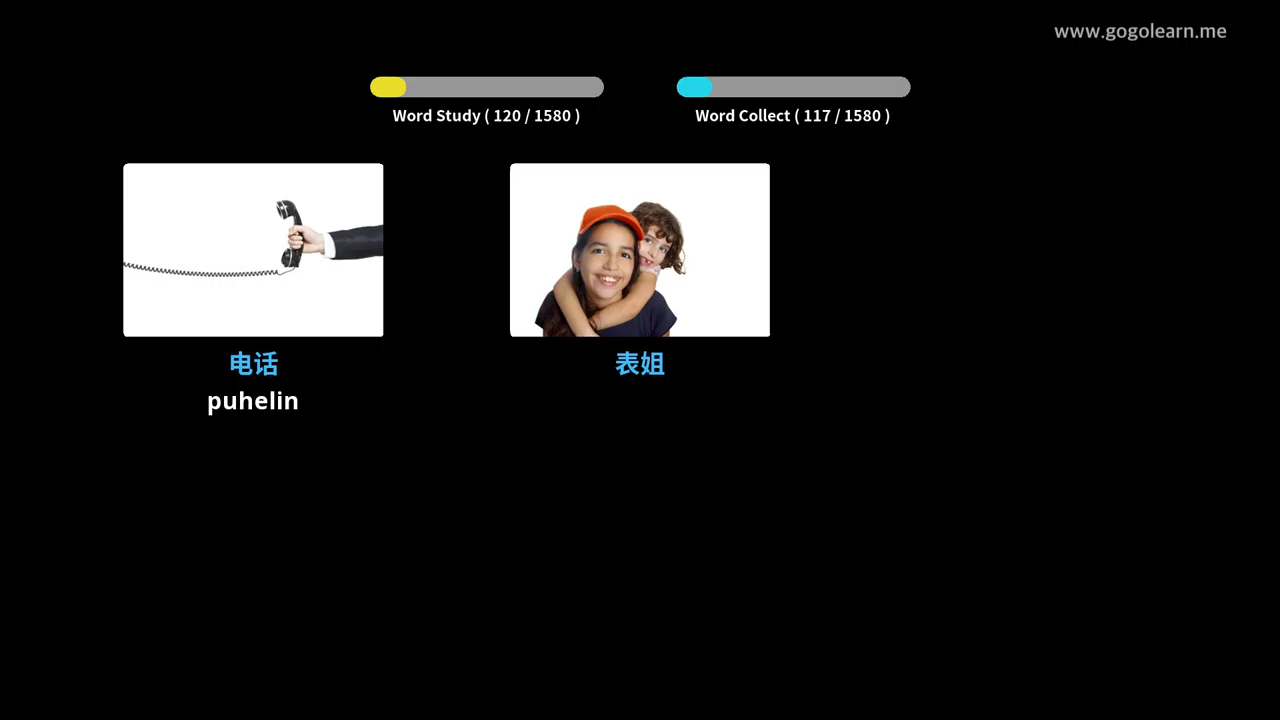 www.gogolearn.me
Word Study ( 120 / 1580 )
Word Collect ( 117 / 1580 )
电话
表姐
puhelin